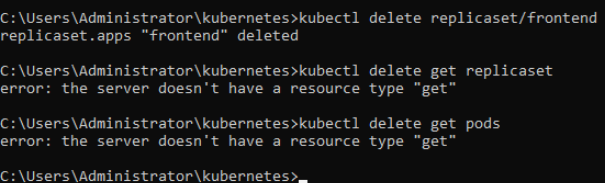 C:\Users\Administrator\kubernetes>kubectl delete replicaset/frontend
replicaset.apps "frontend" deleted
C:\Users\Administrator\kubernetes>kubectl delete get replicaset
error: the server doesn't have a resource type "get"
C:\Users\Administrator\kubernetes>kubectl delete get pods
error: the server doesn't have a resource type "get"
C:\Users\Administrator\kubernetes>